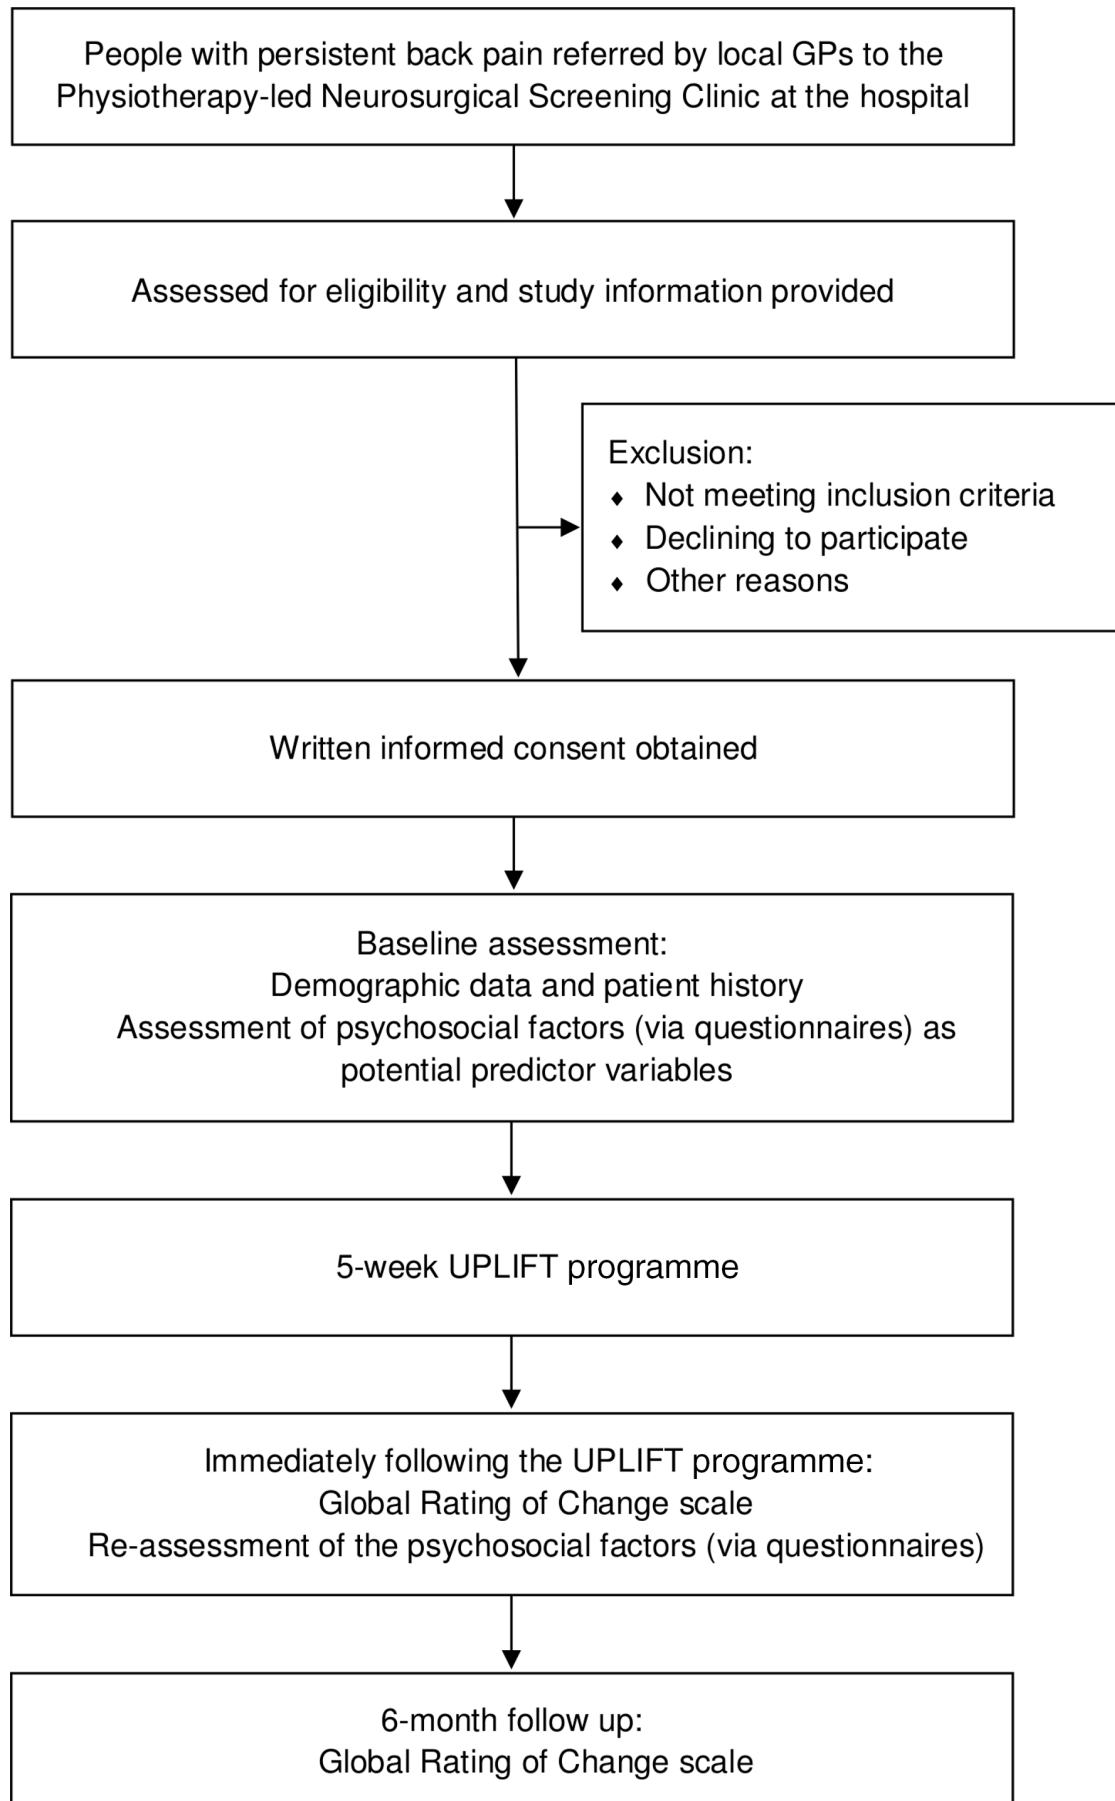 People with persistent back pain referred by local GPs to the
Physiotherapy-led Neurosurgical Screening Clinic at the hospital
Assessed for eligibility and study information provided
Exclusion:
♦ Not meeting inclusion criteria
♦ Declining to participate
♦ Other reasons
Written informed consent obtained
Baseline assessment:
Demographic data and patient history
Assessment of psychosocial factors (via questionnaires) as
potential predictor variables
5-week UPLIFT programme
Immediately following the UPLIFT programme:
Global Rating of Change scale
Re-assessment of the psychosocial factors (via questionnaires)
6-month follow up:
Global Rating of Change scale